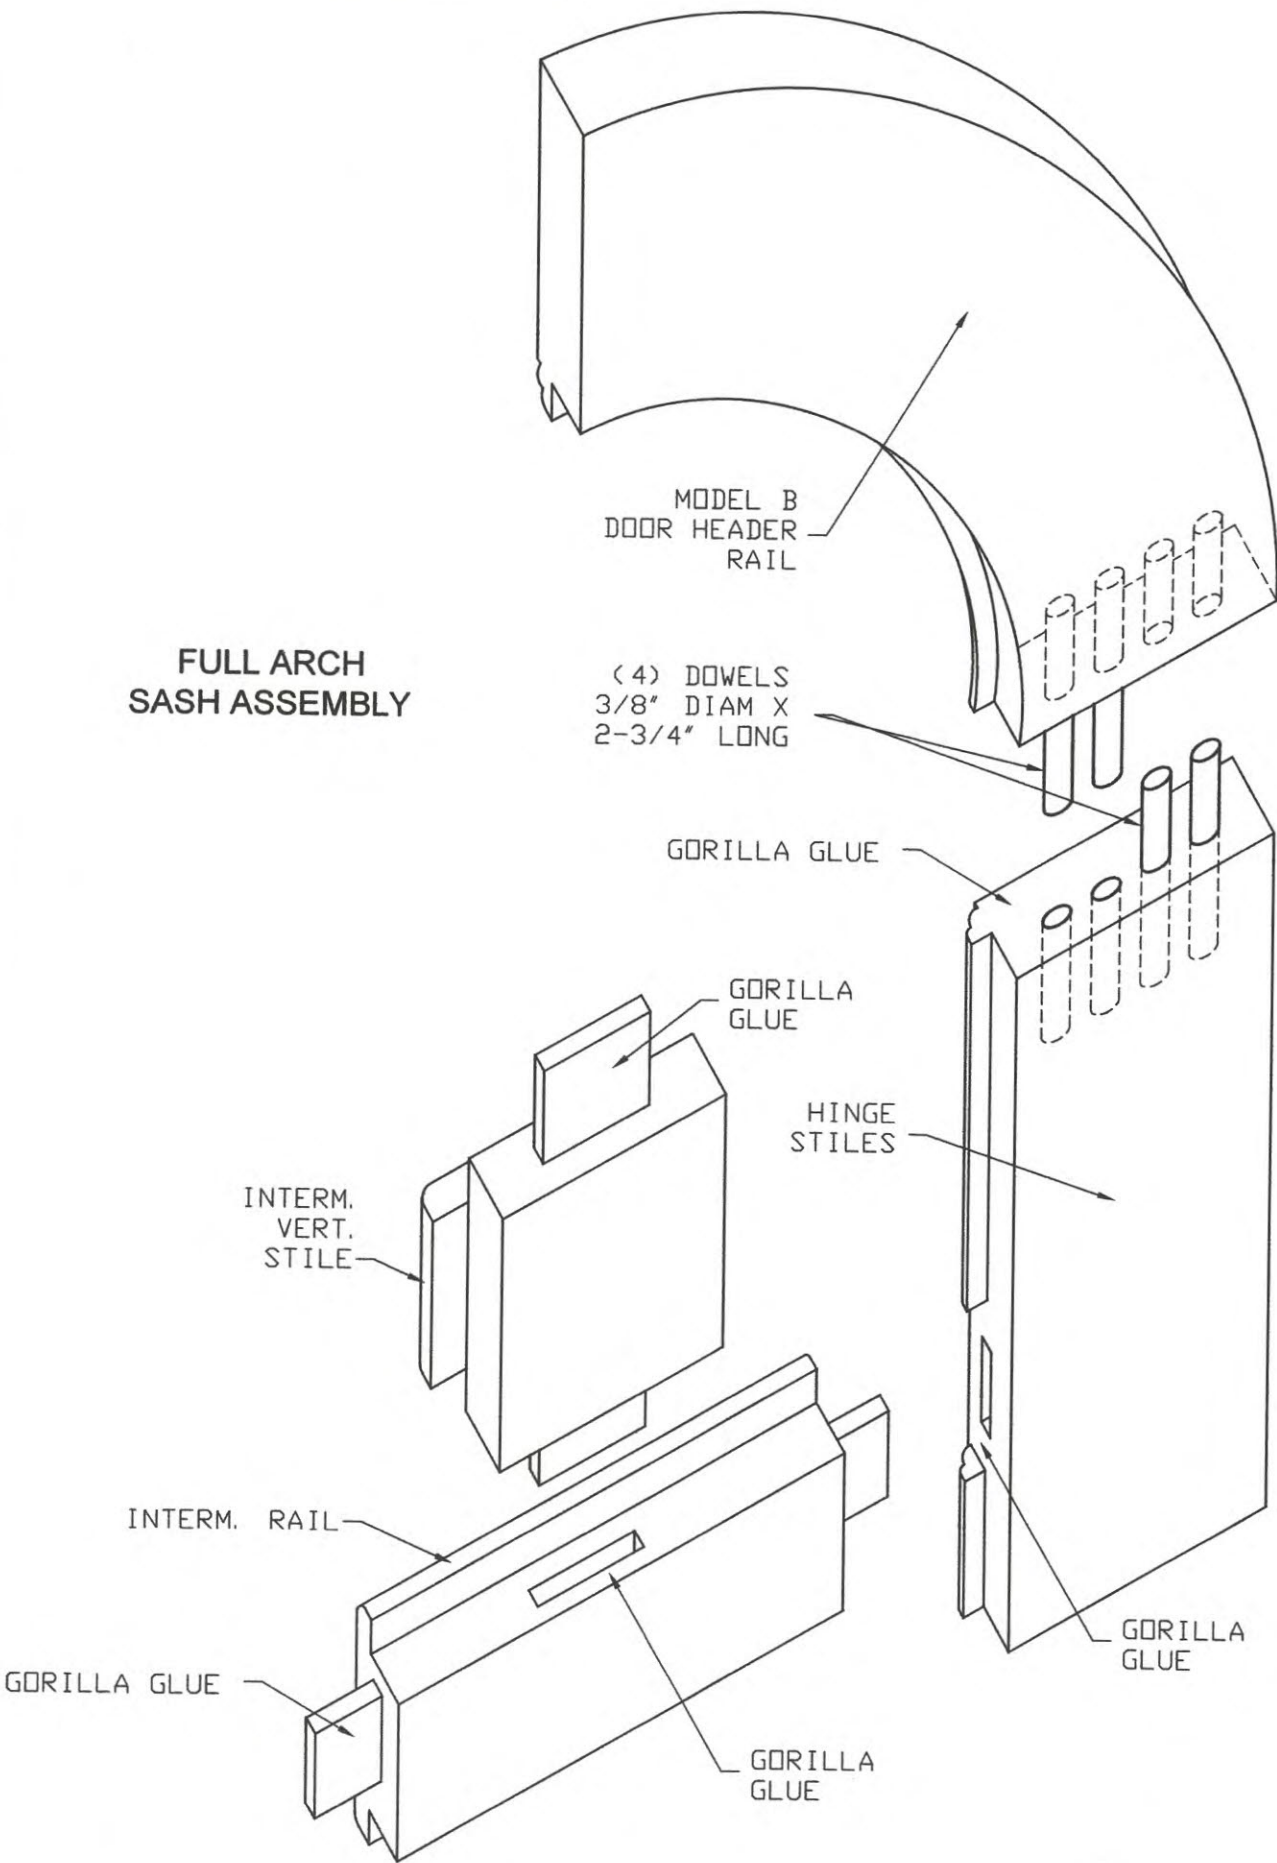 MODEL B
DOOR HEADER
RAIL
FULL ARCH
SASH ASSEMBLY
(4) DOWELS
3/8" DIAM X
2-3/4" LONG
GORILLA GLUE
GORILLA
GLUE
HINGE
STILES
INTERM.
VERT.
STILE
INTERM. RAIL
GORILLA
GLUE
GORILLA GLUE
GORILLA
GLUE